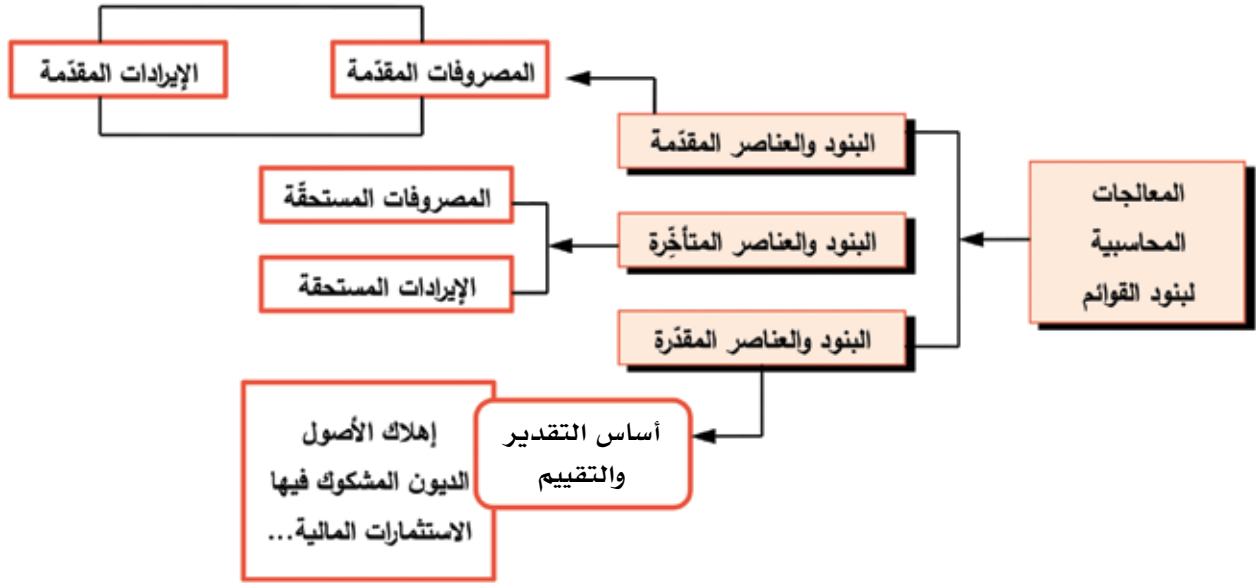 المصروفات المقدّمة
الإيرادات المقدّمة
البنود والعناصر المقدّمة
المعالجات
المحاسبية
لبنود القوائم
المصروفات المستحقّة
البنود والعناصر المتأخِّرة
الإيرادات المستحقة
البنود والعناصر المقدّرة
أساس التقدير
والتقييم
إهلاك الأصول
الديون المشكوك فيها
الاستثمارات المالية...